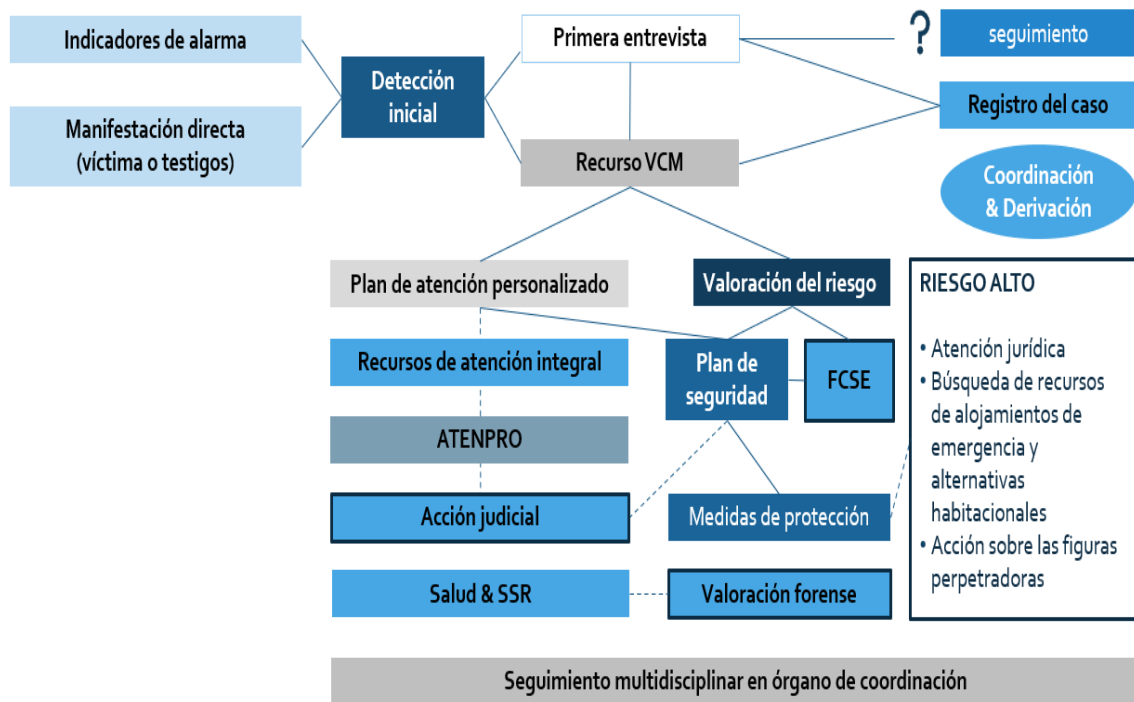 Indicadores de alarma
Manifestación directa
(víctima o testigos)
Detección
inicial
Primera entrevista
Recurso VCM
?
seguimiento
Registro del caso
Coordinación
& Derivación
Plan de atención personalizado
Valoración del riesgo
Recursos de atención integral
Plan de
seguridad
FCSE
ATENPRO
Acción judicial
Medidas de protección
Salud & SSR
Valoración forense
RIESGO ALTO
• Atención jurídica
• Búsqueda de recursos
de alojamientos de
emergencia y
alternativas
habitacionales
• Acción sobre las figuras
perpetradoras
Seguimiento multidisciplinar en órgano de coordinación